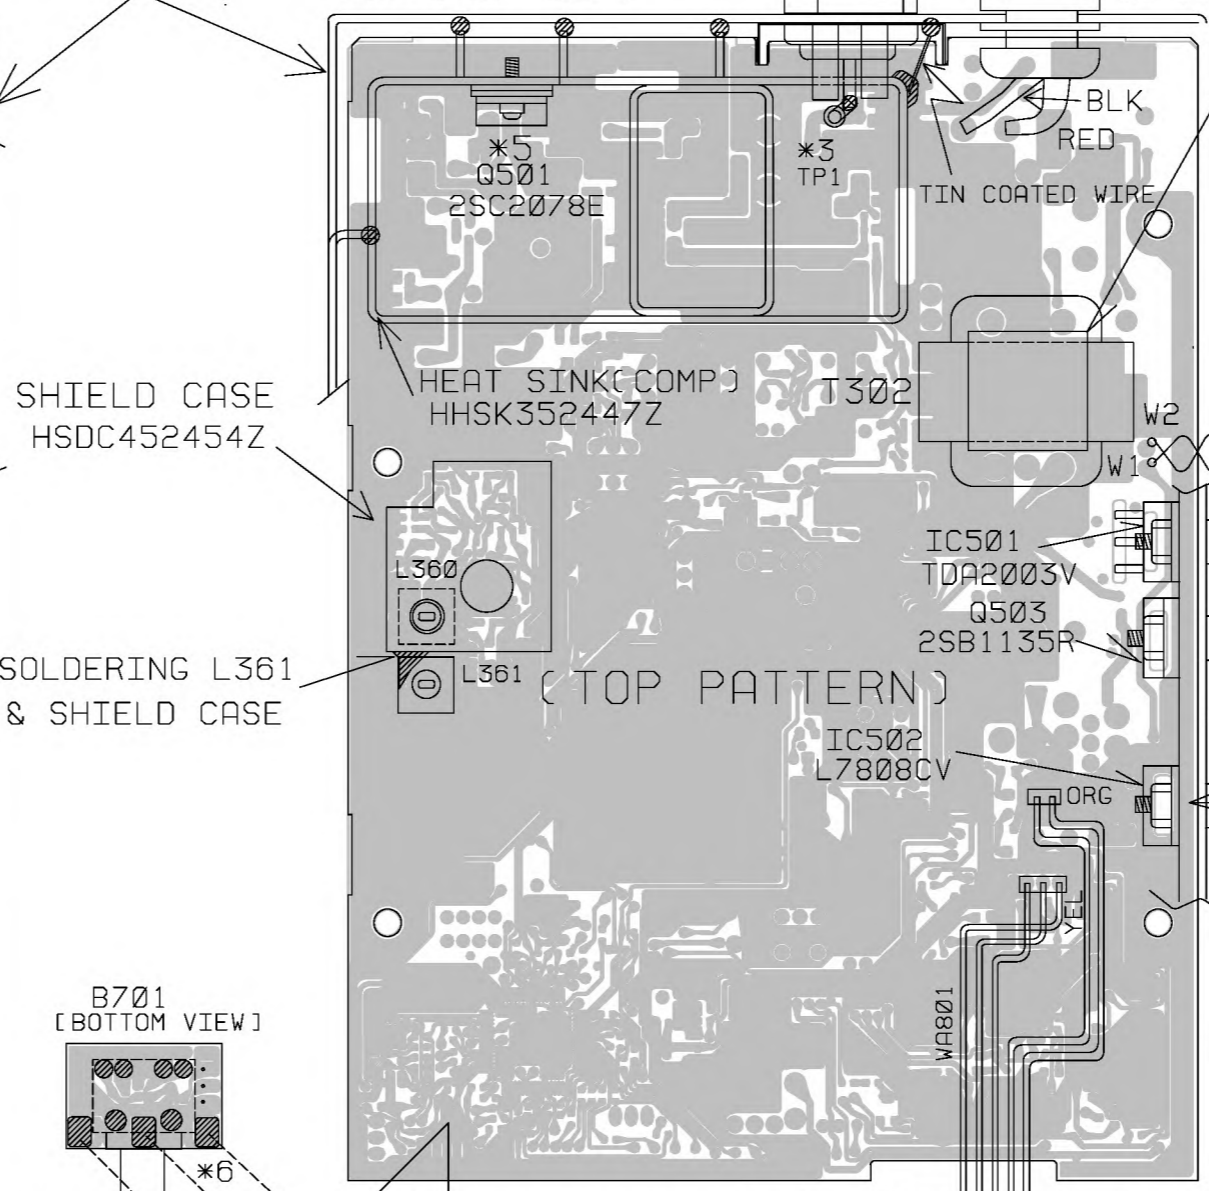 BLK
RED
*5
Q501
2SC2078E
*3
TP1
TIN COATED WIRE
SHIELD CASE
HSDC452454Z
HEAT SINK(COMP)
HHSK352447Z
T302
W2
W1
IC501
TDA2003V
L360
Q503
2SB1135R
SOLDERING L361
& SHIELD CASE
L361
(TOP PATTERN)
IC502
L7808CV
ORG
YEL
WA801
B701
[BOTTOM VIEW]
*6